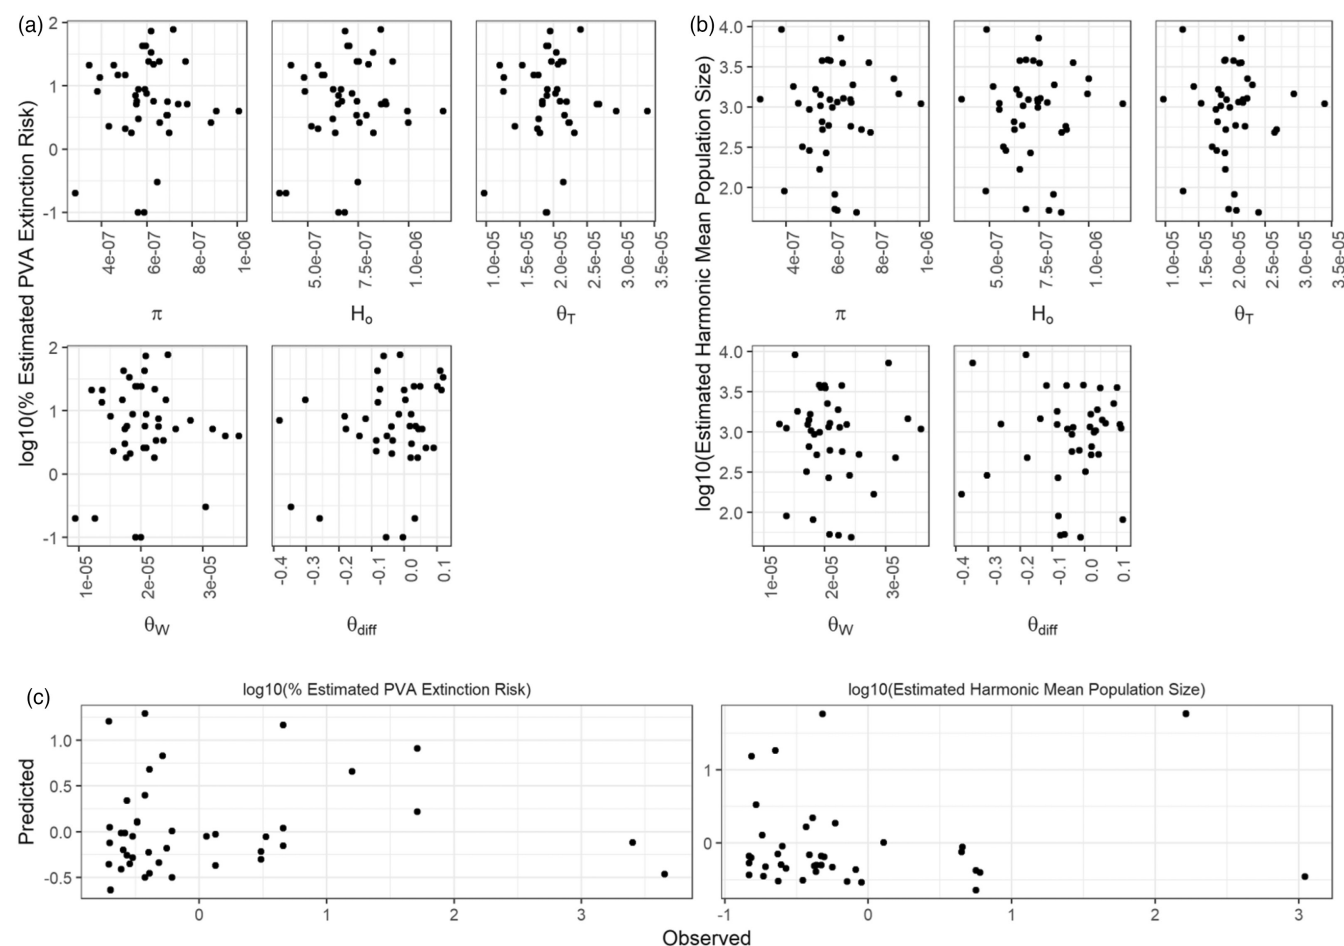 (a)
log10(% Estimated PVA Extinction Risk)
2
1
0
-1
4e-07
6e-07
8e-07
1e-06
π
5.0e-07
7.5e-07
1.0e-06
Ho
1.0e-05
1.5e-05
2.0e-05
2.5e-05
3.0e-05
3.5e-05
θT
2
1
0
-1
1e-05
2e-05
3e-05
θW
-0.4
-0.3
-0.2
-0.1
0.0
0.1
θdiff
(b)
log10(Estimated Harmonic Mean Population Size)
4.0
3.5
3.0
2.5
2.0
4e-07
6e-07
8e-07
1e-06
π
5.0e-07
7.5e-07
1.0e-06
Ho
1.0e-05
1.5e-05
2.0e-05
2.5e-05
3.0e-05
3.5e-05
θT
4.0
3.5
3.0
2.5
2.0
1e-05
2e-05
3e-05
θW
-0.4
-0.3
-0.2
-0.1
0.0
0.1
θdiff
(c)
log10(% Estimated PVA Extinction Risk)
log10(Estimated Harmonic Mean Population Size)
Predicted
1.0
0.5
0.0
-0.5
0
1
2
3
1
0
-1
0
1
2
3
Observed